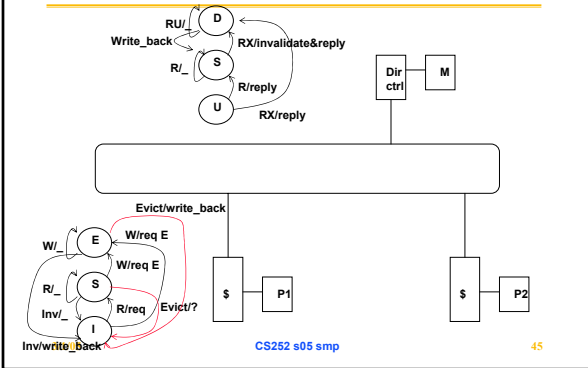 RU/_
D
Write_back
RX/invalidate&reply
R/_
S
R/reply
U
RX/reply
Dir
ctrl
M
Evict/write_back
W/_
E
W/req E
W/req E
R/_
S
Inv/_
R/req
Evict/?
I
Inv/write_back
$
P1
$
P2
CS252 s05 smp
45